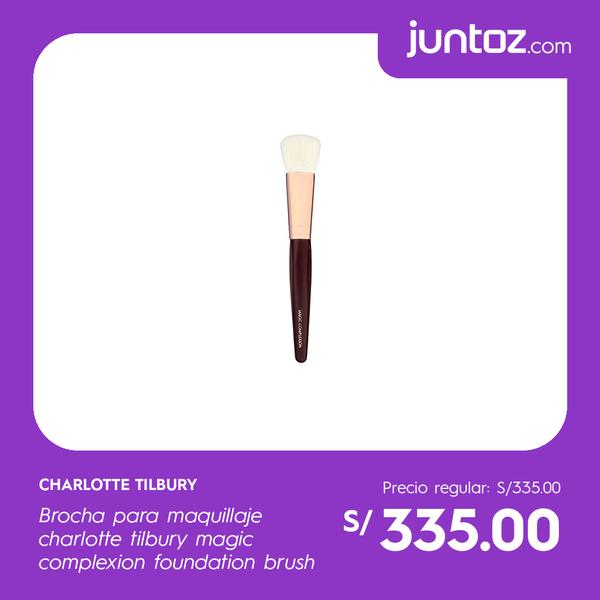 juntoz.com
MAGIC COMPLEXION
CHARLOTTE TILBURY
Brocha para maquillaje
charlotte tilbury magic
complexion foundation brush
Precio regular: S/335.00
S/ 335.00